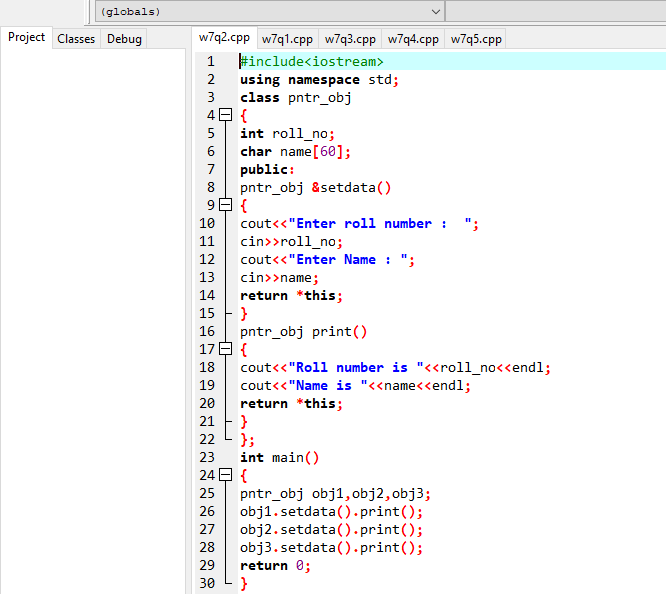 (globals)
Project Classes Debug
w7q2.cpp w7q1.cpp w7q3.cpp w7q4.cpp w7q5.cpp
1 #include<iostream>
2 using namespace std;
3 class pntr_obj
4 {
5 int roll_no;
6 char name[60];
7 public:
8 pntr_obj &setdata()
9 {
10 cout<<"Enter roll number :  ";
11 cin>>roll_no;
12 cout<<"Enter Name : ";
13 cin>>name;
14 return *this;
15 }
16 pntr_obj print()
17 {
18 cout<<"Roll number is "<<roll_no<<endl;
19 cout<<"Name is "<<name<<endl;
20 return *this;
21 }
22 };
23 int main()
24 {
25 pntr_obj obj1,obj2,obj3;
26 obj1.setdata().print();
27 obj2.setdata().print();
28 obj3.setdata().print();
29 return 0;
30 }